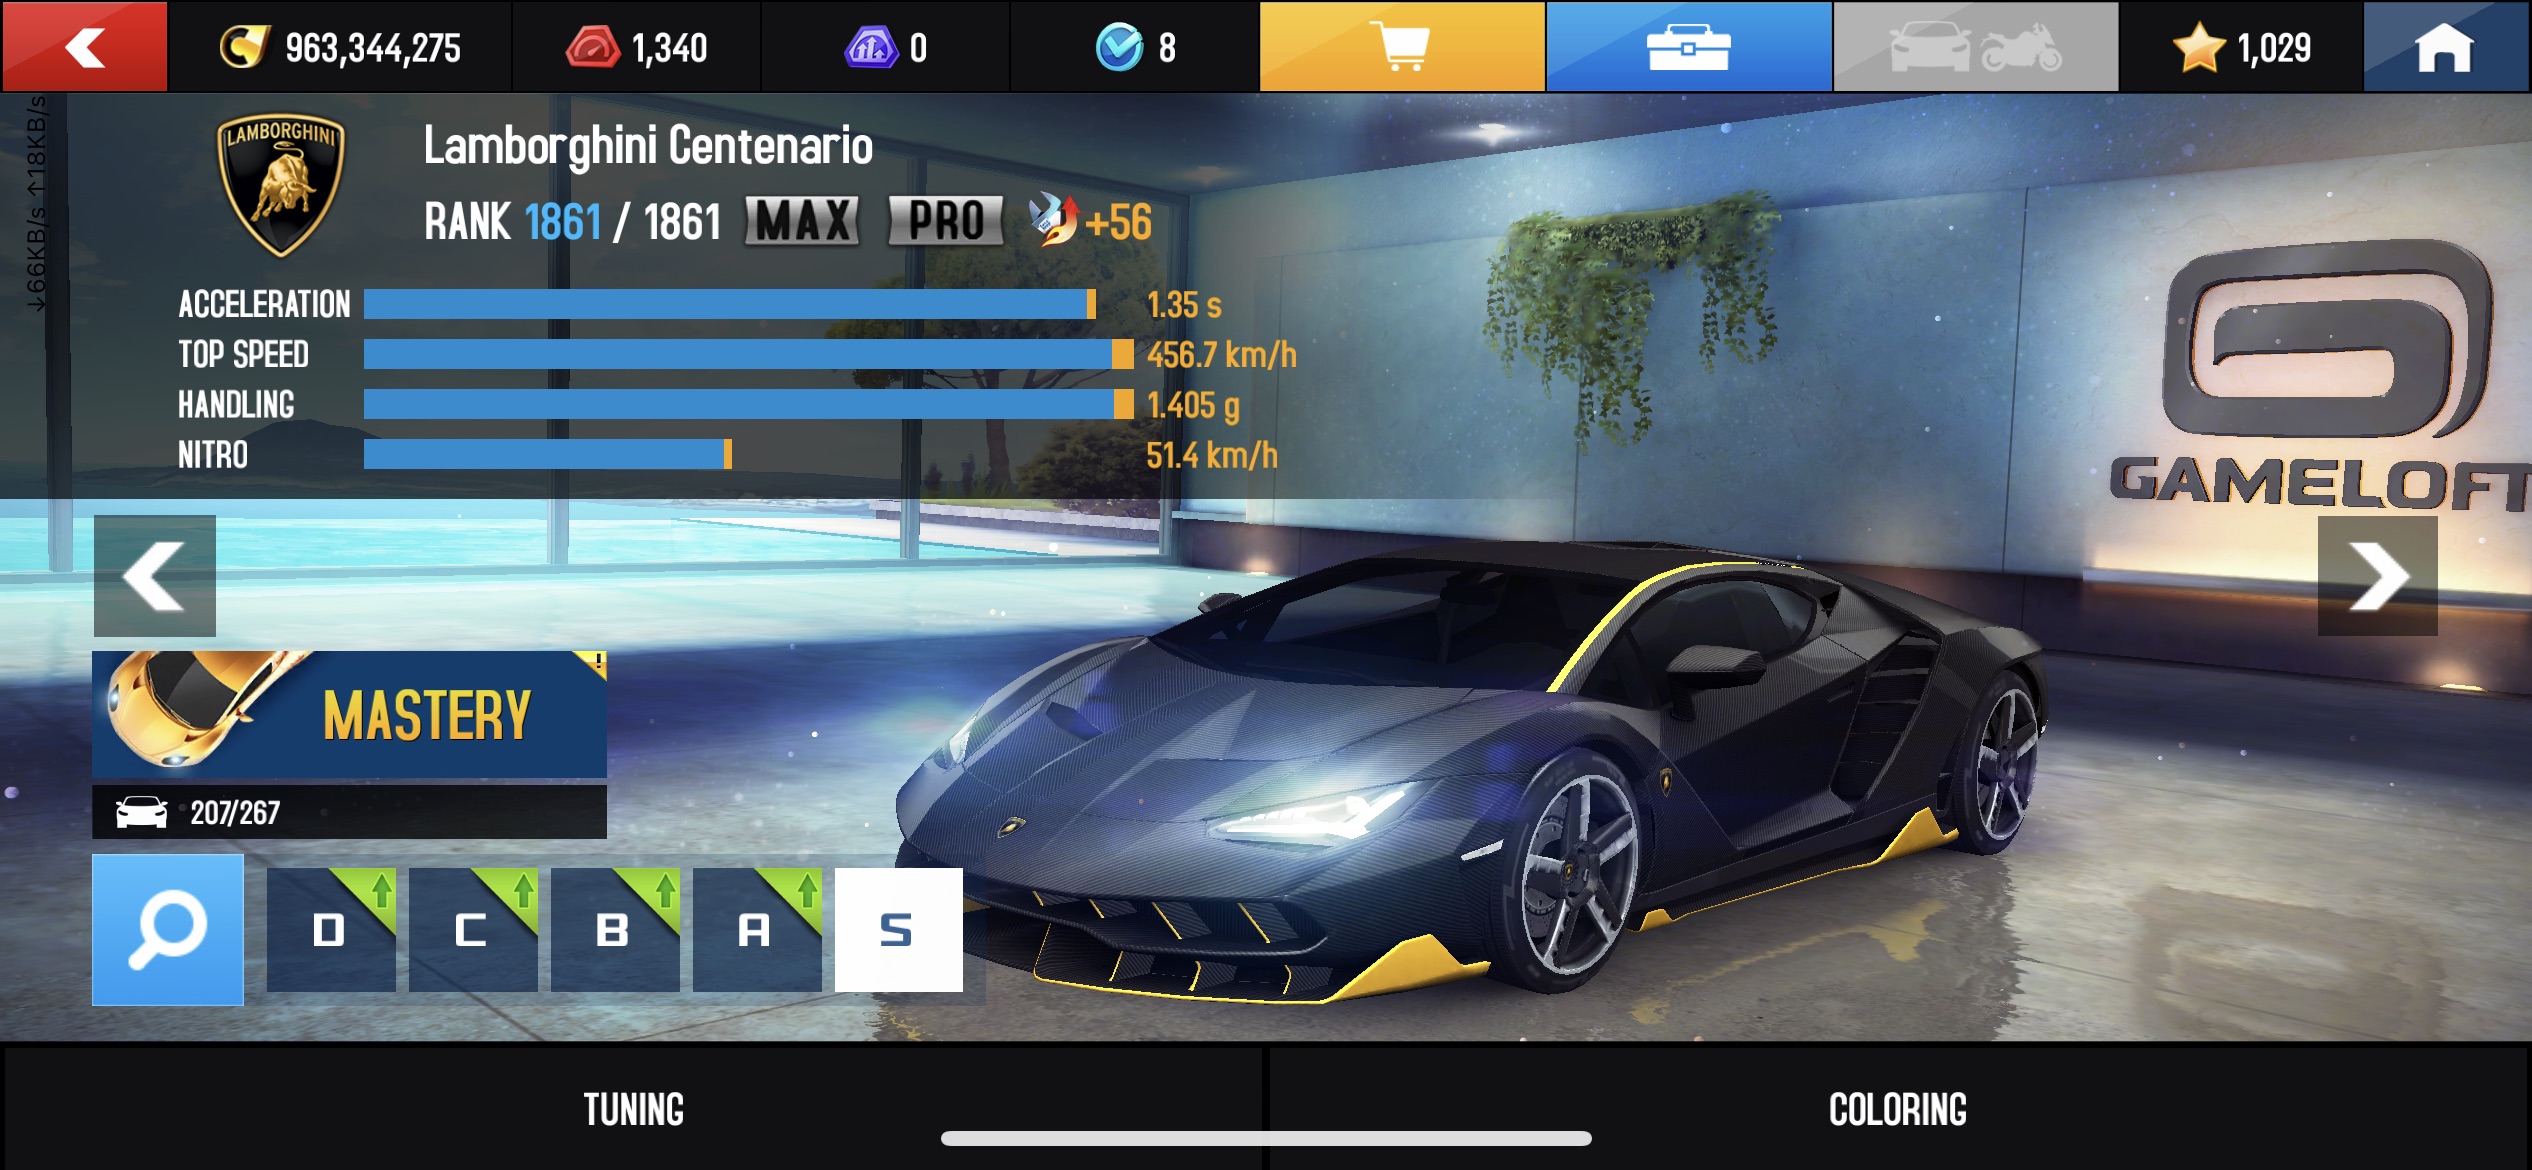 963,344,275
1,340
0
8
1,029
↓66KB/s ↑18KB/s
LAMBORGHINI
Lamborghini Centenario
RANK 1861 / 1861 MAX PRO +56
ACCELERATION 1.35 s
TOP SPEED 456.7 km/h
HANDLING 1.405 g
NITRO 51.4 km/h
GAMELOFT
MASTERY !
207/267
D C B A S
TUNING
COLORING